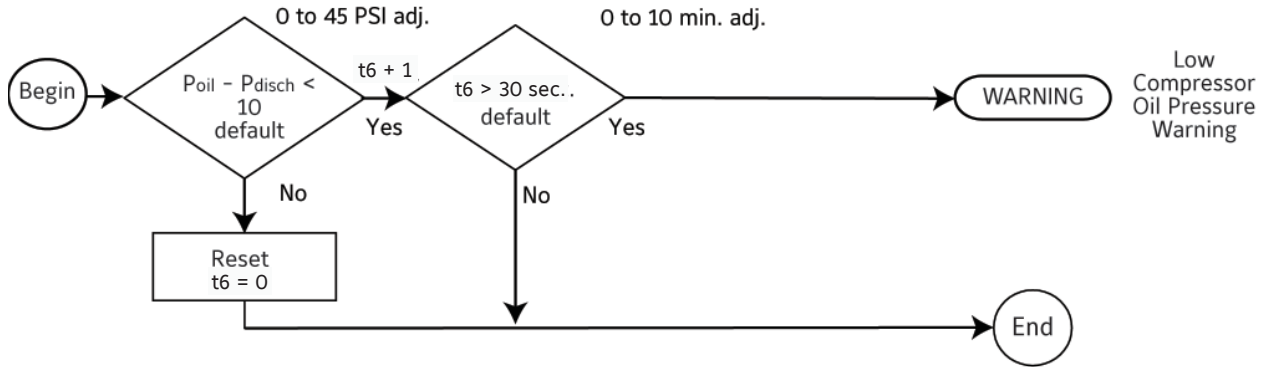 0 to 45 PSI adj.
0 to 10 min. adj.
Begin
Poil - Pdisch <
10
default
t6 + 1
Yes
t6 > 30 sec. .
default
Yes
WARNING
Low
Compressor
Oil Pressure
Warning
No
No
Reset
t6 = 0
End